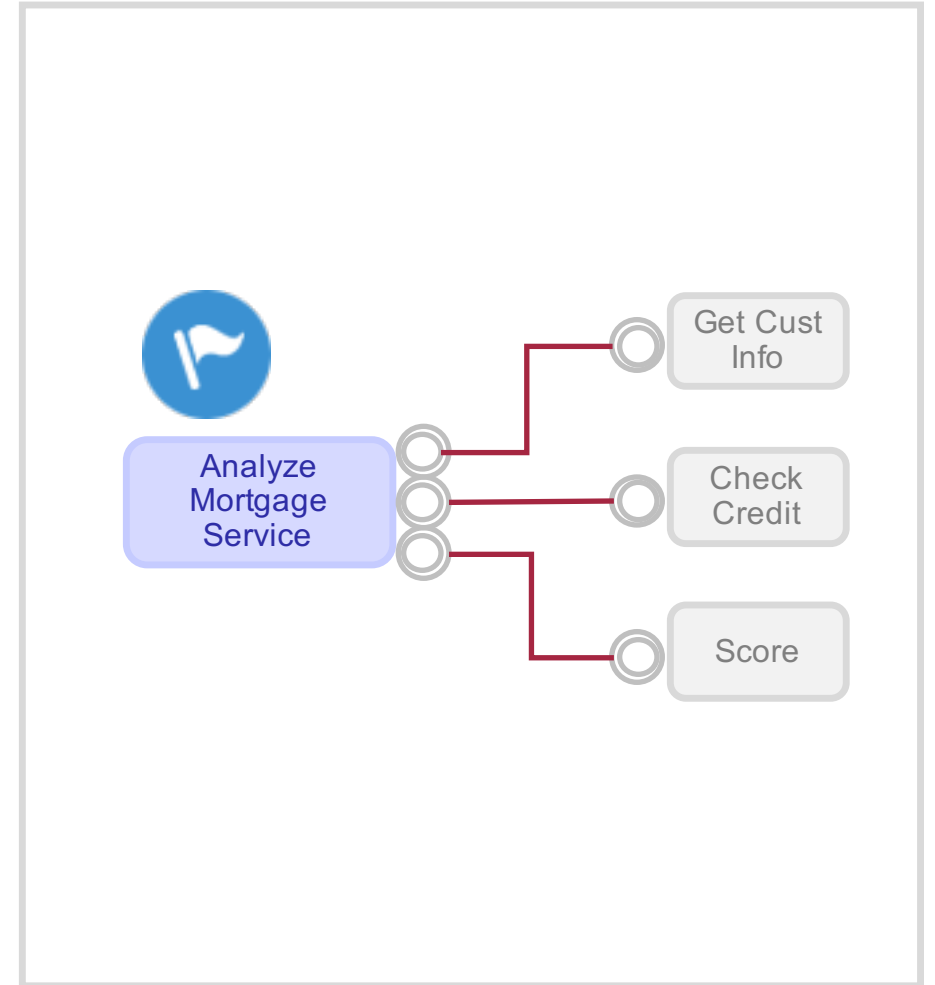 Get Cust
Info
Analyze
Mortgage
Service
Check
Credit
Score